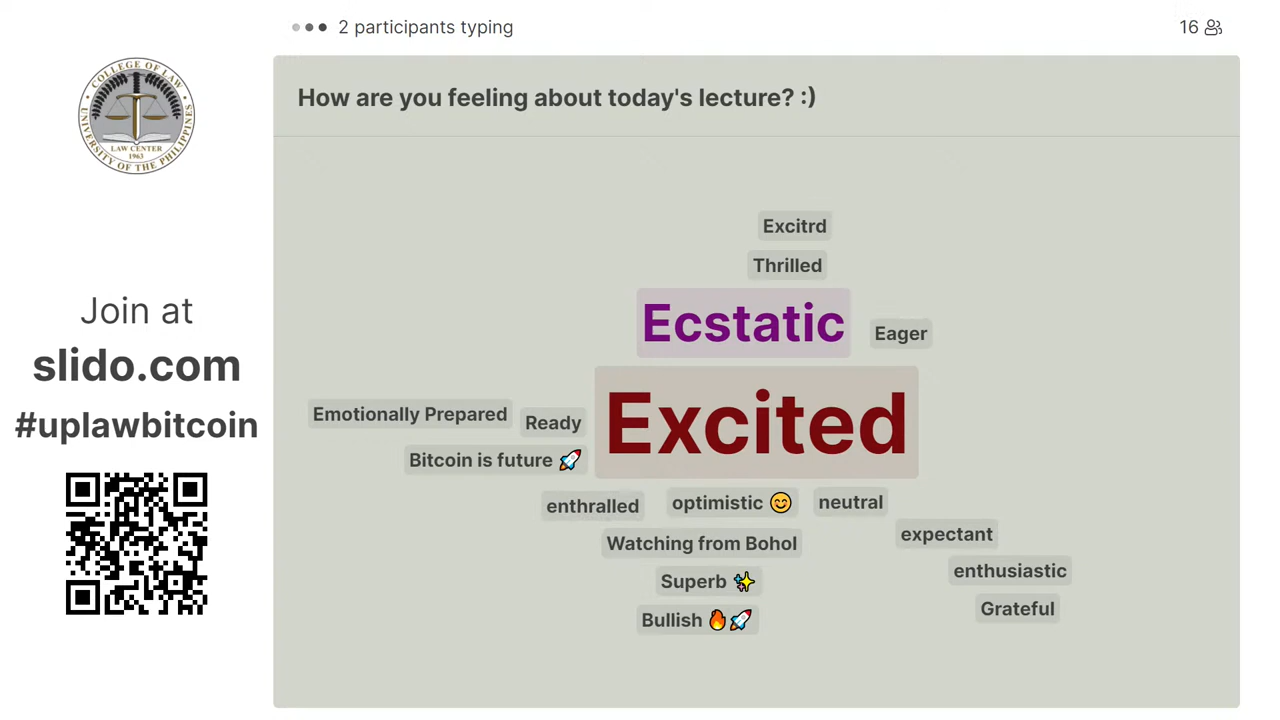 2 participants typing
16
COLLEGE OF LAW
LAW CENTER
1963
UNIVERSITY OF THE PHILIPPINES
How are you feeling about today's lecture? :)
Excitrd
Thrilled
Ecstatic
Eager
Excited
Emotionally Prepared
Ready
Bitcoin is future 🚀
enthralled
optimistic 😊
neutral
Watching from Bohol
expectant
Superb ✨
enthusiastic
Bullish 🔥🚀
Grateful
Join at
slido.com
#uplawbitcoin